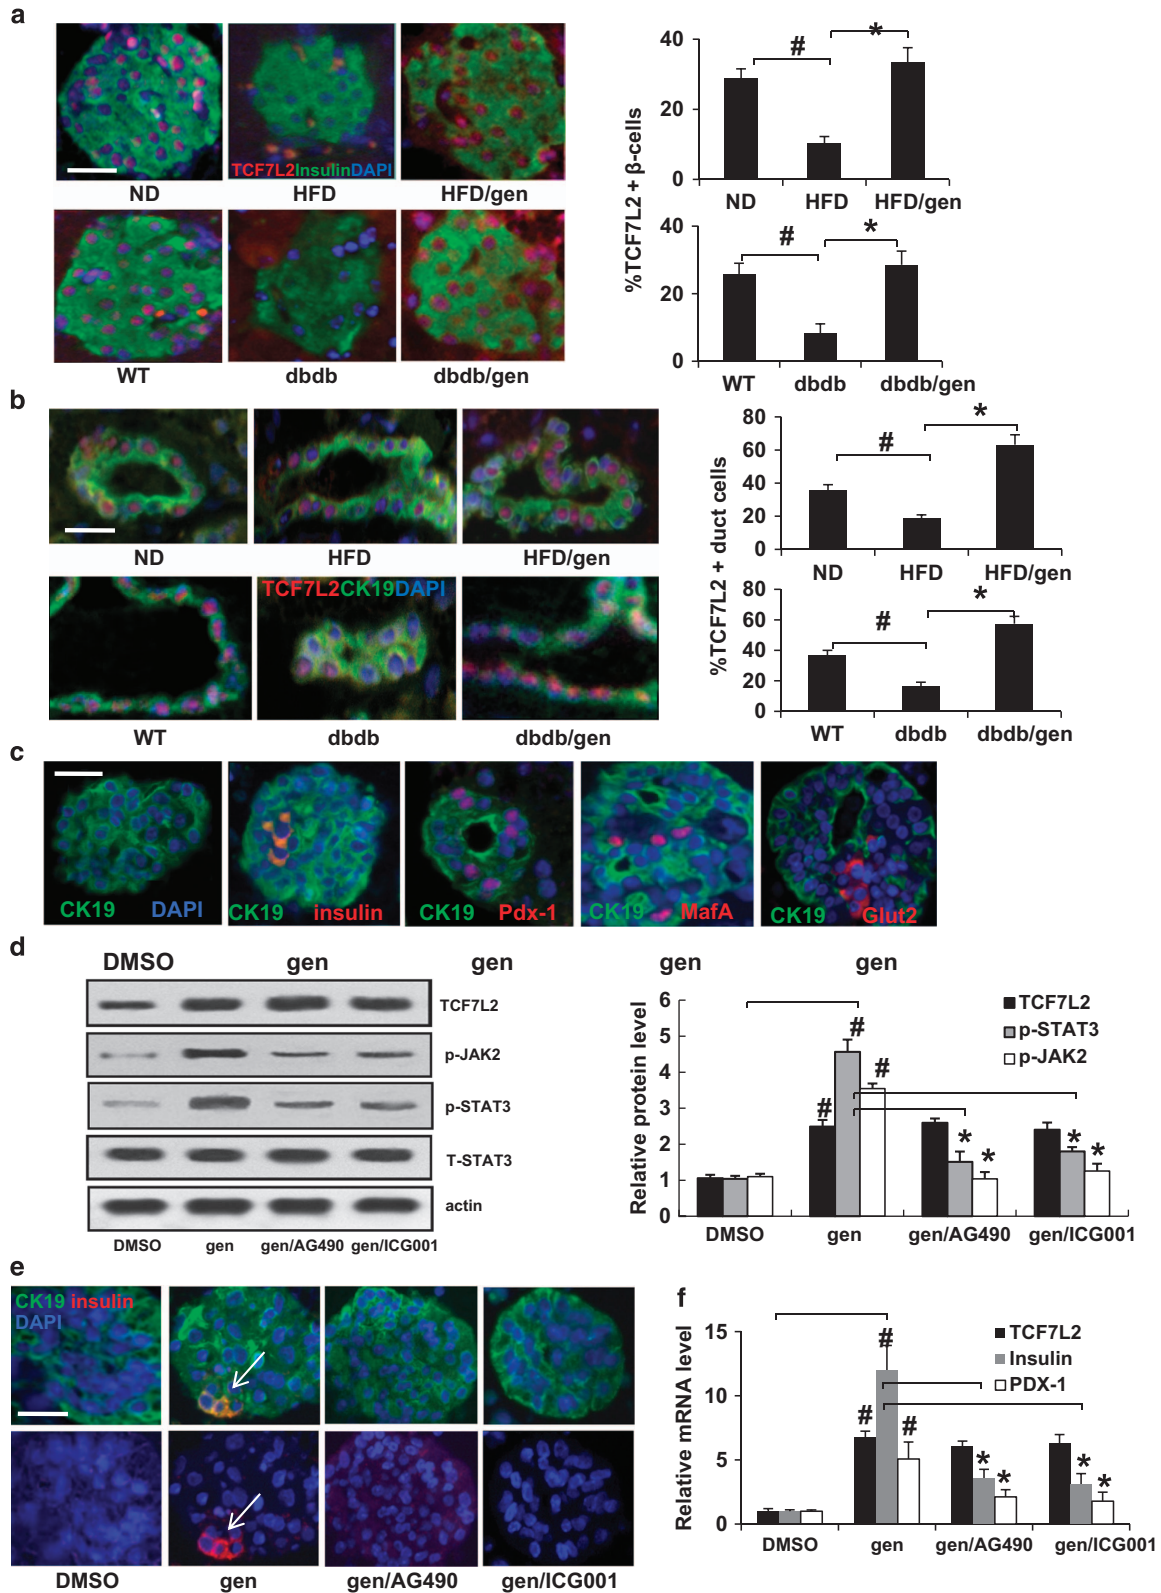 a
TCF7L2InsulinDAPI
ND HFD HFD/gen
WT dbdb dbdb/gen
%TCF7L2 + β-cells
40
20
0
# *
ND HFD HFD/gen
40
20
0
# *
WT dbdb dbdb/gen
b
ND HFD HFD/gen
TCF7L2CK19DAPI
WT dbdb dbdb/gen
%TCF7L2 + duct cells
80
60
40
20
0
# *
ND HFD HFD/gen
80
60
40
20
0
# *
WT dbdb dbdb/gen
c
CK19 DAPI
CK19 insulin
CK19 Pdx-1
CK19 MafA
CK19 Glut2
d
DMSO gen gen gen gen
TCF7L2
p-JAK2
p-STAT3
T-STAT3
actin
DMSO gen gen/AG490 gen/ICG001
Relative protein level
6
5
4
3
2
1
0
TCF7L2
p-STAT3
p-JAK2
# # #
* *
* *
DMSO gen gen/AG490 gen/ICG001
e
CK19 insulin
DAPI
DMSO gen gen/AG490 gen/ICG001
f
Relative mRNA level
15
10
5
0
TCF7L2
Insulin
PDX-1
# # #
* *
* *
DMSO gen gen/AG490 gen/ICG001